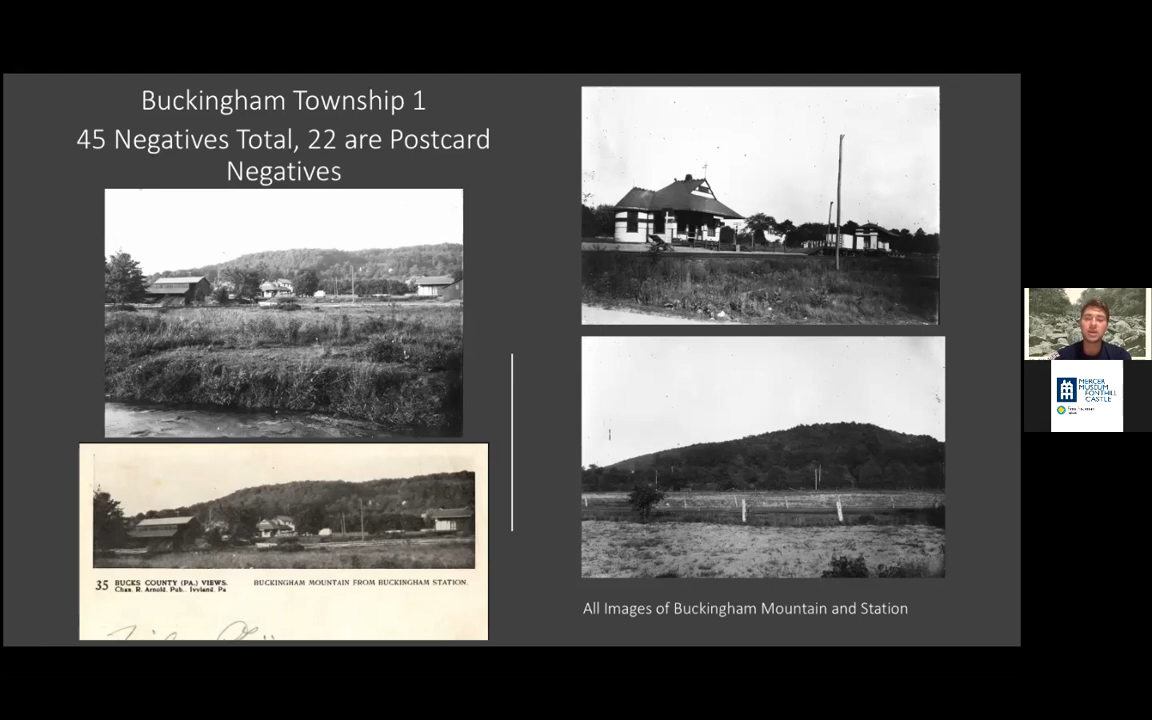 Buckingham Township 1
45 Negatives Total, 22 are Postcard
Negatives
35 BUCKS COUNTY (PA.) VIEWS.
Chas. R. Arnold. Pub., Ivyland. Pa
BUCKINGHAM MOUNTAIN FROM BUCKINGHAM STATION.
All Images of Buckingham Mountain and Station
MERCER
MUSEUM
FONTHILL
CASTLE